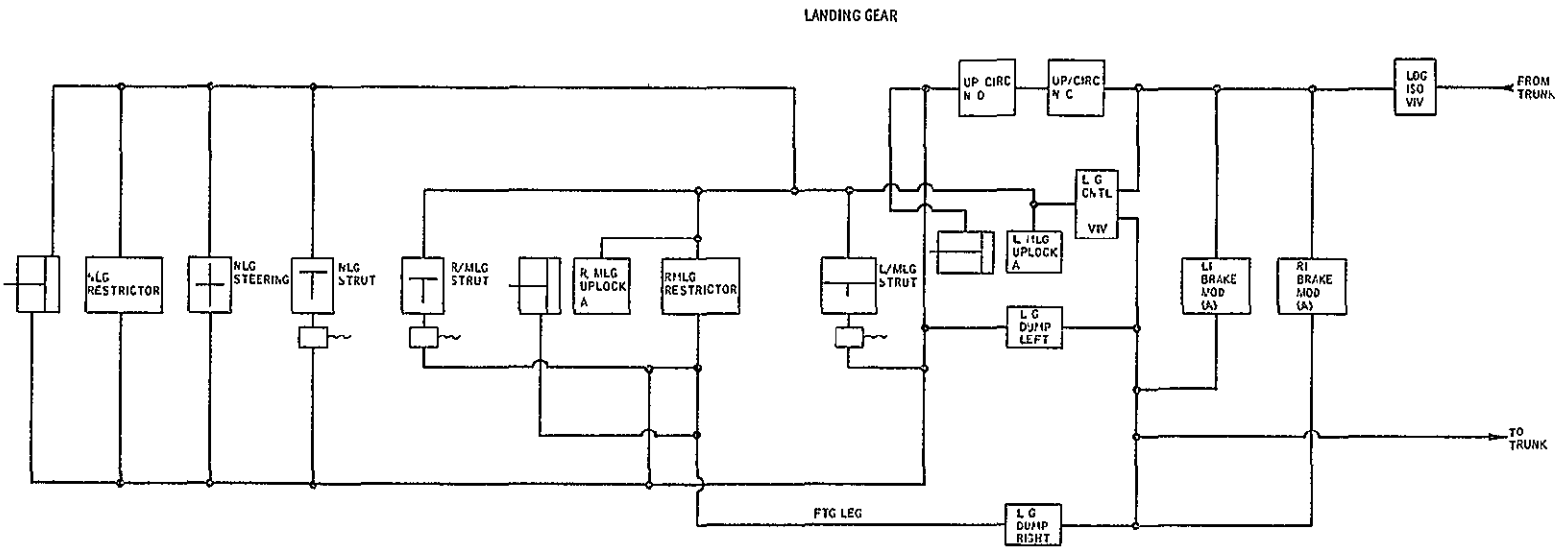 LANDING GEAR
UP CIRC
N O
UP/CIRC
N C
LDG
ISO
VLV
FROM
TRUNK
L G
CNTL
VLV
L MLG
UPLOCK
A
NLG
RESTRICTOR
NLG
STEERING
NLG
STRUT
R/MLG
STRUT
R MLG
UPLOCK
A
RMLG
RESTRICTOR
L/MLG
STRUT
LT
BRAKE
MOD
(A)
RT
BRAKE
MOD
(A)
L G
DUMP
LEFT
TO
TRUNK
FTG LEG
L G
DUMP
RIGHT